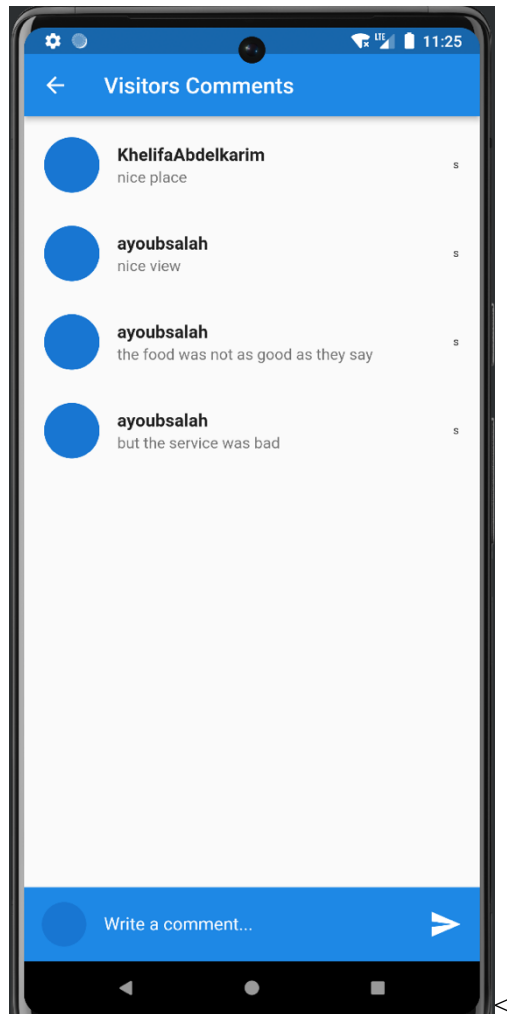 LTE 11:25
Visitors Comments
KhelifaAbdelkarim
nice place
s
ayoubsalah
nice view
s
ayoubsalah
the food was not as good as they say
s
ayoubsalah
but the service was bad
s
Write a comment...
<